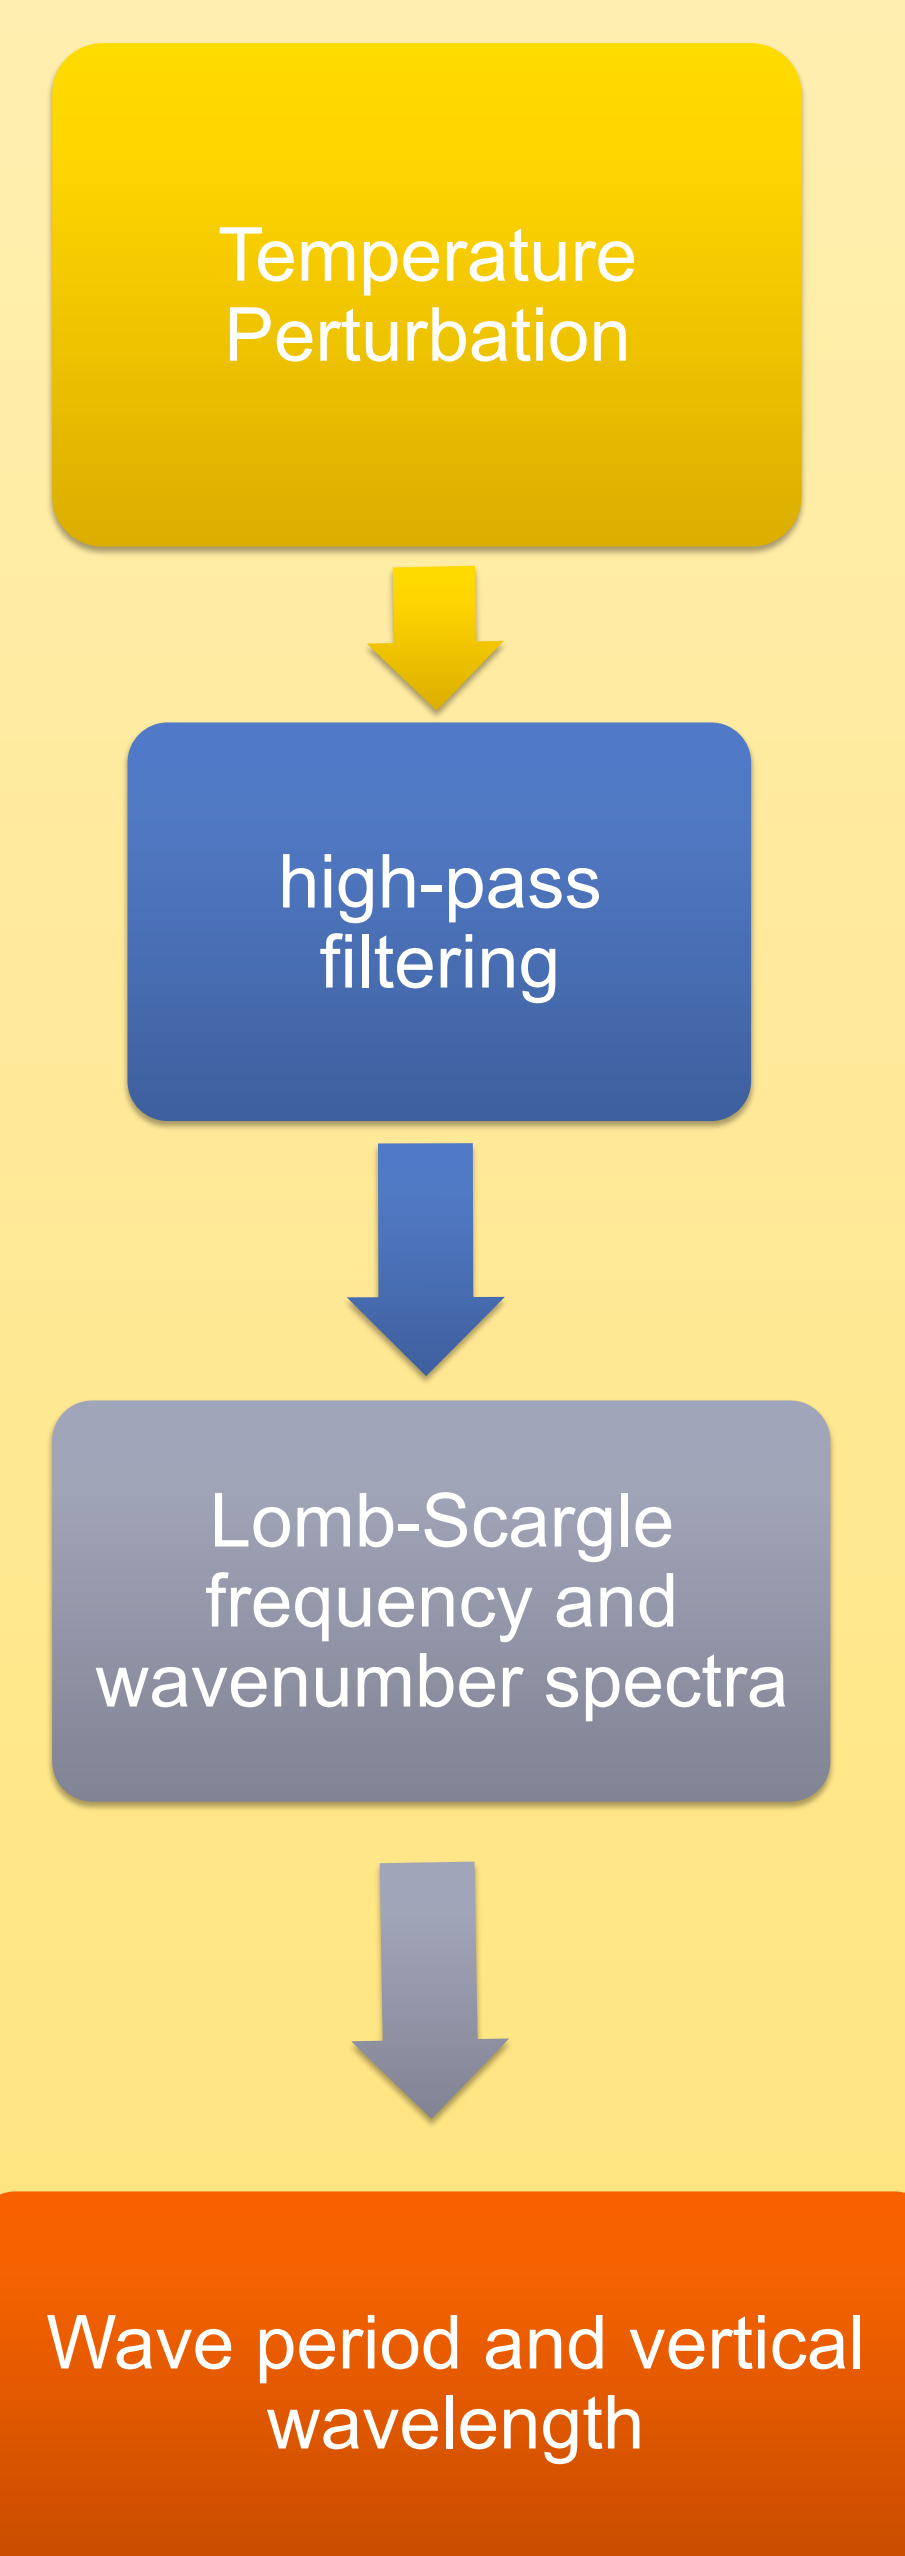 Temperature
Perturbation
high-pass
filtering
Lomb-Scargle
frequency and
wavenumber spectra
Wave period and vertical
wavelength